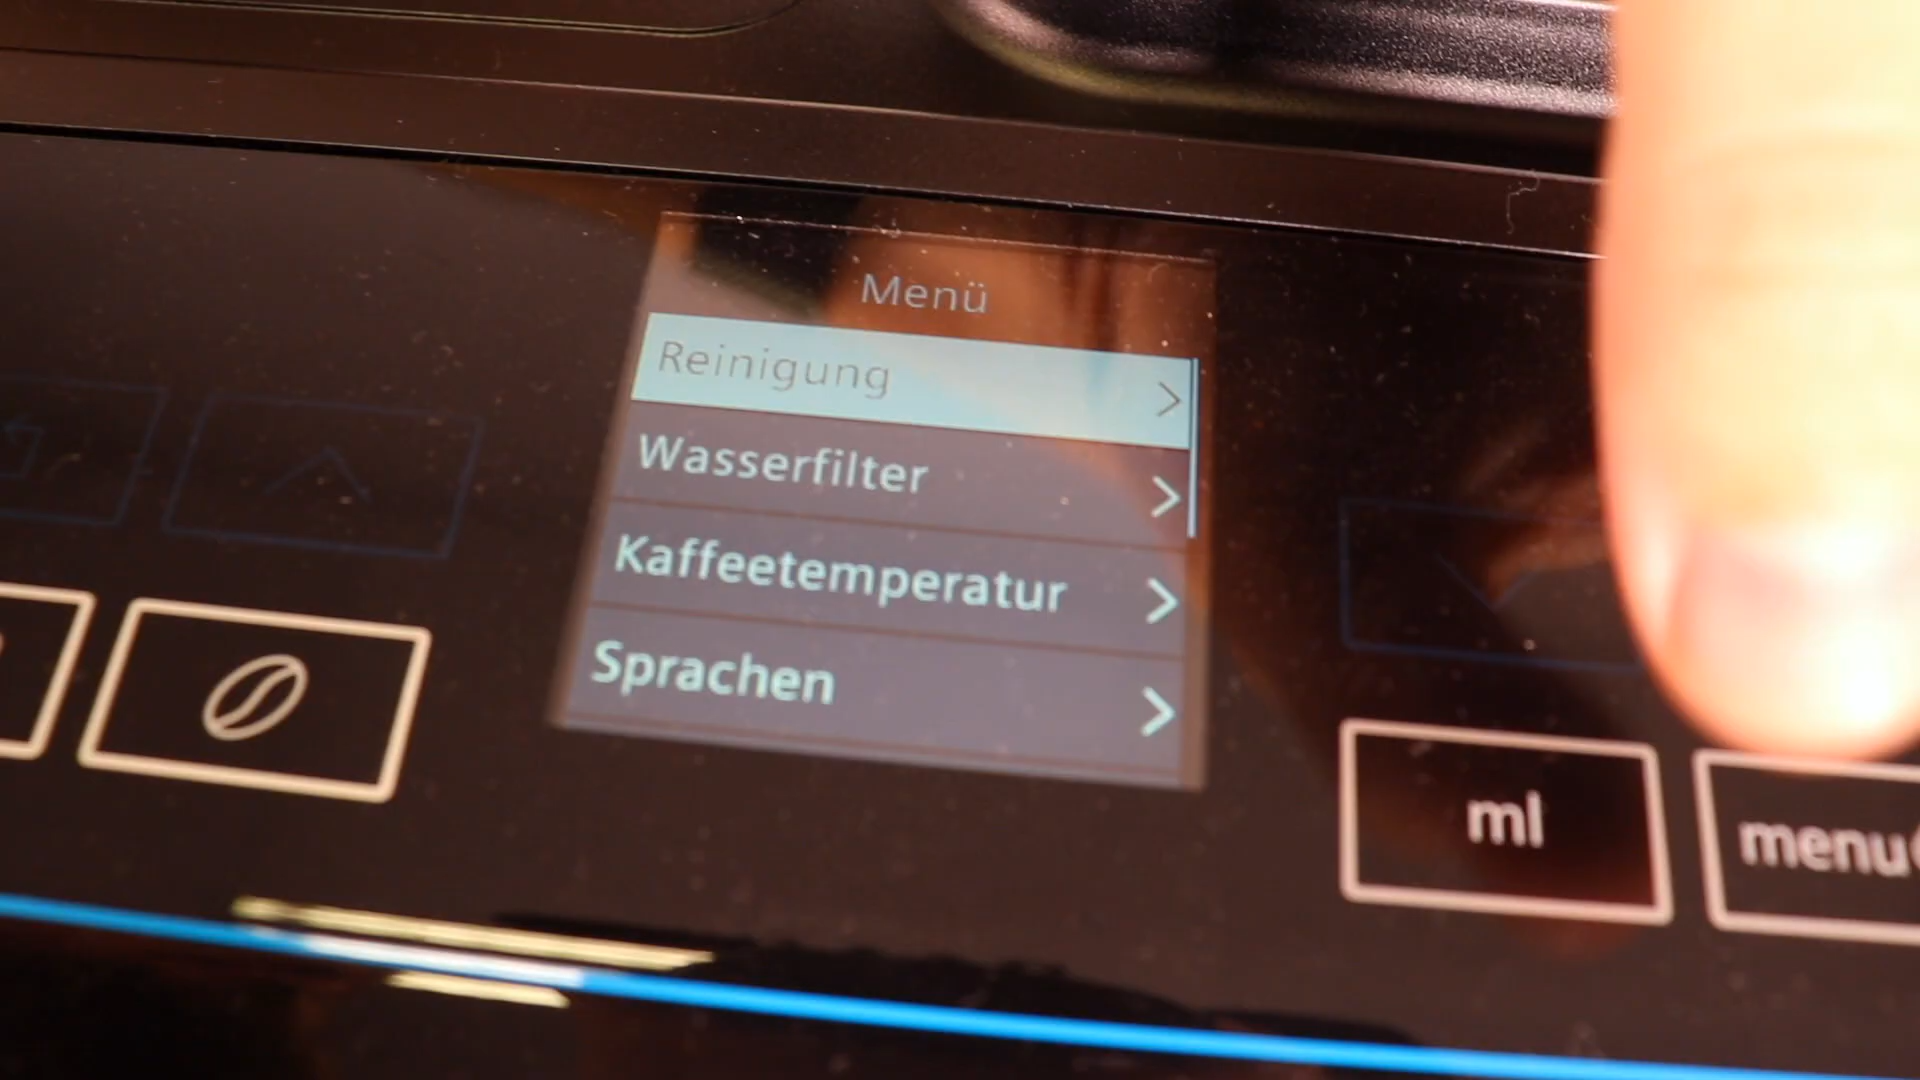 Menü
Reinigung
Wasserfilter
Kaffeetemperatur
Sprachen
ml
menu